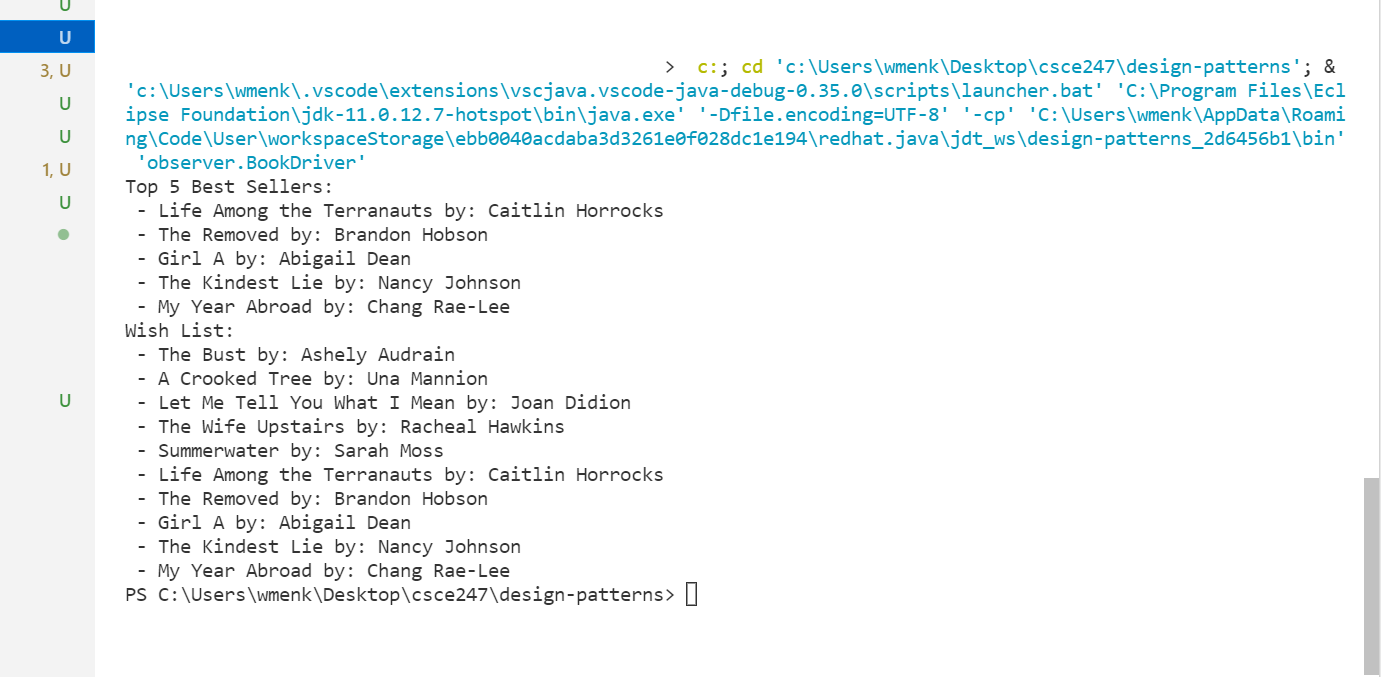 U
U
3, U
U
U
1, U
U
U
> c:; cd 'c:\Users\wmenk\Desktop\csce247\design-patterns'; &
'c:\Users\wmenk\.vscode\extensions\vscjava.vscode-java-debug-0.35.0\scripts\launcher.bat' 'C:\Program Files\Ecl
ipse Foundation\jdk-11.0.12.7-hotspot\bin\java.exe' '-Dfile.encoding=UTF-8' '-cp' 'C:\Users\wmenk\AppData\Roami
ng\Code\User\workspaceStorage\ebb0040acdaba3d3261e0f028dc1e194\redhat.java\jdt_ws\design-patterns_2d6456b1\bin'
'observer.BookDriver'
Top 5 Best Sellers:
- Life Among the Terranauts by: Caitlin Horrocks
- The Removed by: Brandon Hobson
- Girl A by: Abigail Dean
- The Kindest Lie by: Nancy Johnson
- My Year Abroad by: Chang Rae-Lee
Wish List:
- The Bust by: Ashely Audrain
- A Crooked Tree by: Una Mannion
- Let Me Tell You What I Mean by: Joan Didion
- The Wife Upstairs by: Racheal Hawkins
- Summerwater by: Sarah Moss
- Life Among the Terranauts by: Caitlin Horrocks
- The Removed by: Brandon Hobson
- Girl A by: Abigail Dean
- The Kindest Lie by: Nancy Johnson
- My Year Abroad by: Chang Rae-Lee
PS C:\Users\wmenk\Desktop\csce247\design-patterns>